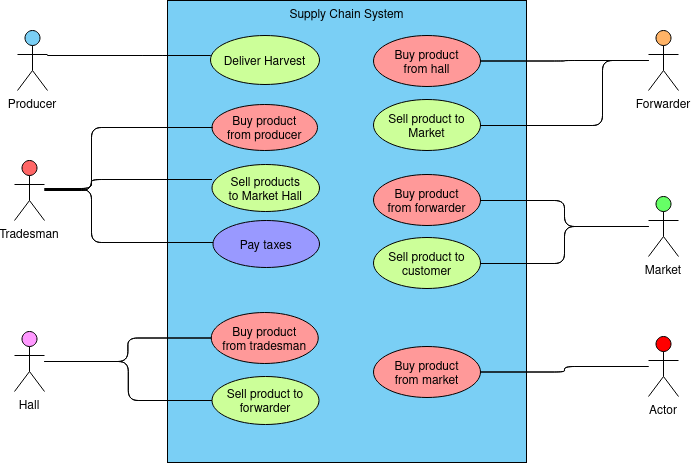 Supply Chain System
Producer
Deliver Harvest
Buy product
from hall
Forwarder
Buy product
from producer
Sell product to
Market
Tradesman
Sell products
to Market Hall
Buy product
from forwarder
Market
Pay taxes
Sell product to
customer
Hall
Buy product
from tradesman
Buy product
from market
Actor
Sell product to
forwarder